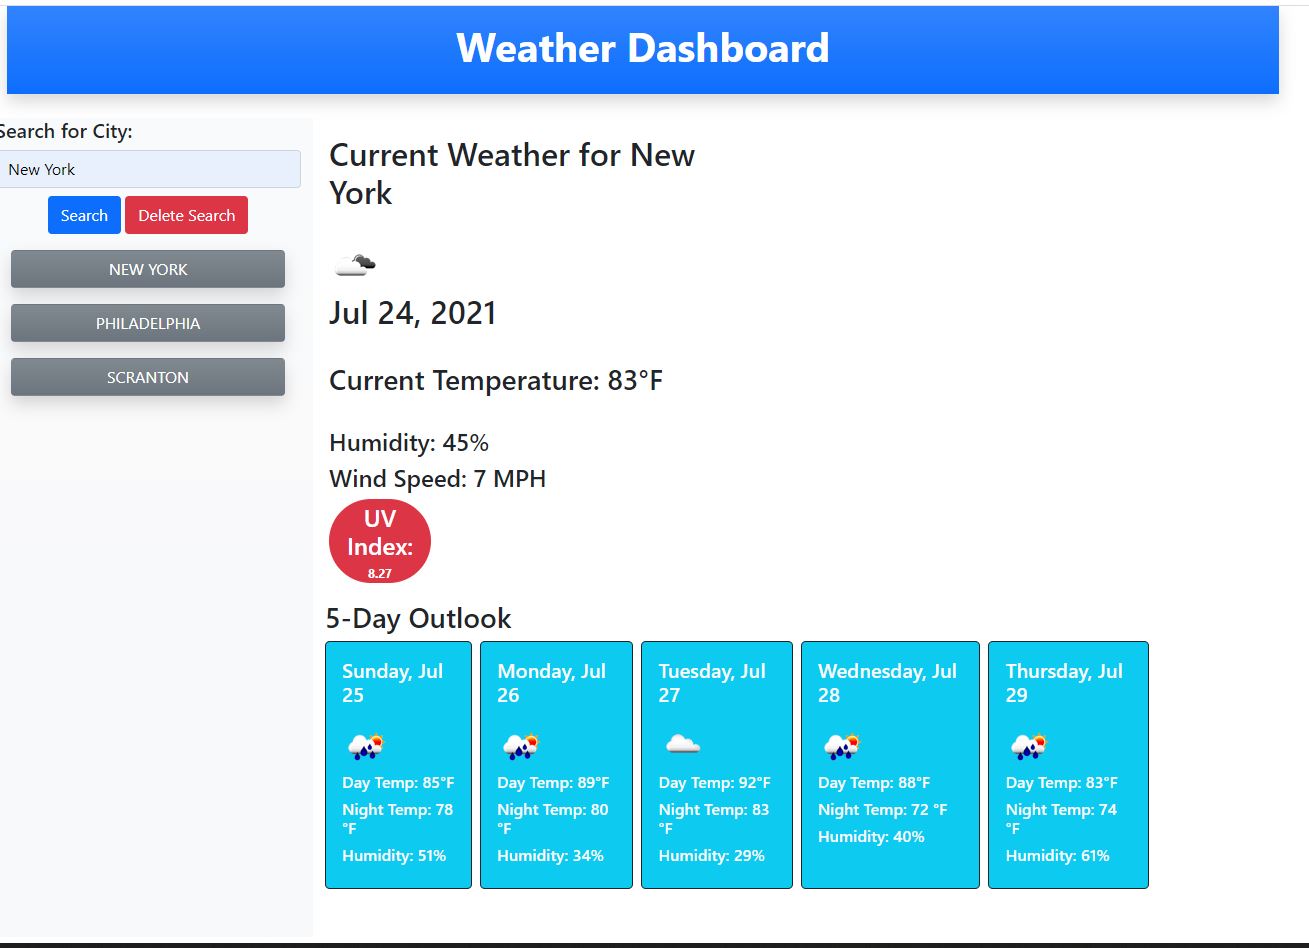 Weather Dashboard
Search for City:
New York
Search Delete Search
NEW YORK
PHILADELPHIA
SCRANTON
Current Weather for New
York
Jul 24, 2021
Current Temperature: 83°F
Humidity: 45%
Wind Speed: 7 MPH
UV
Index:
8.27
5-Day Outlook
Sunday, Jul
25
Day Temp: 85°F
Night Temp: 78
°F
Humidity: 51%
Monday, Jul
26
Day Temp: 89°F
Night Temp: 80
°F
Humidity: 34%
Tuesday, Jul
27
Day Temp: 92°F
Night Temp: 83
°F
Humidity: 29%
Wednesday, Jul
28
Day Temp: 88°F
Night Temp: 72 °F
Humidity: 40%
Thursday, Jul
29
Day Temp: 83°F
Night Temp: 74
°F
Humidity: 61%